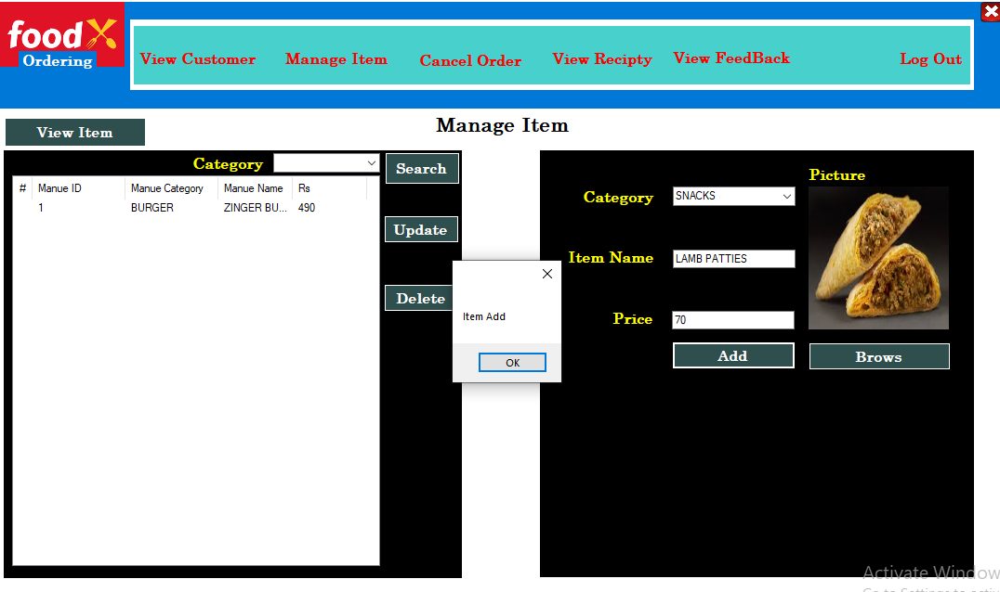 food
Ordering
View Customer Manage Item Cancel Order View Recipty View FeedBack Log Out
View Item
Manage Item
Category
Search
# Manue ID Manue Category Manue Name Rs
1 BURGER ZINGER BU... 490
Update
Delete
Item Add
OK
Picture
Category SNACKS
Item Name LAMB PATTIES
Price 70
Add
Brows
Activate Window
Go to Settings to activ